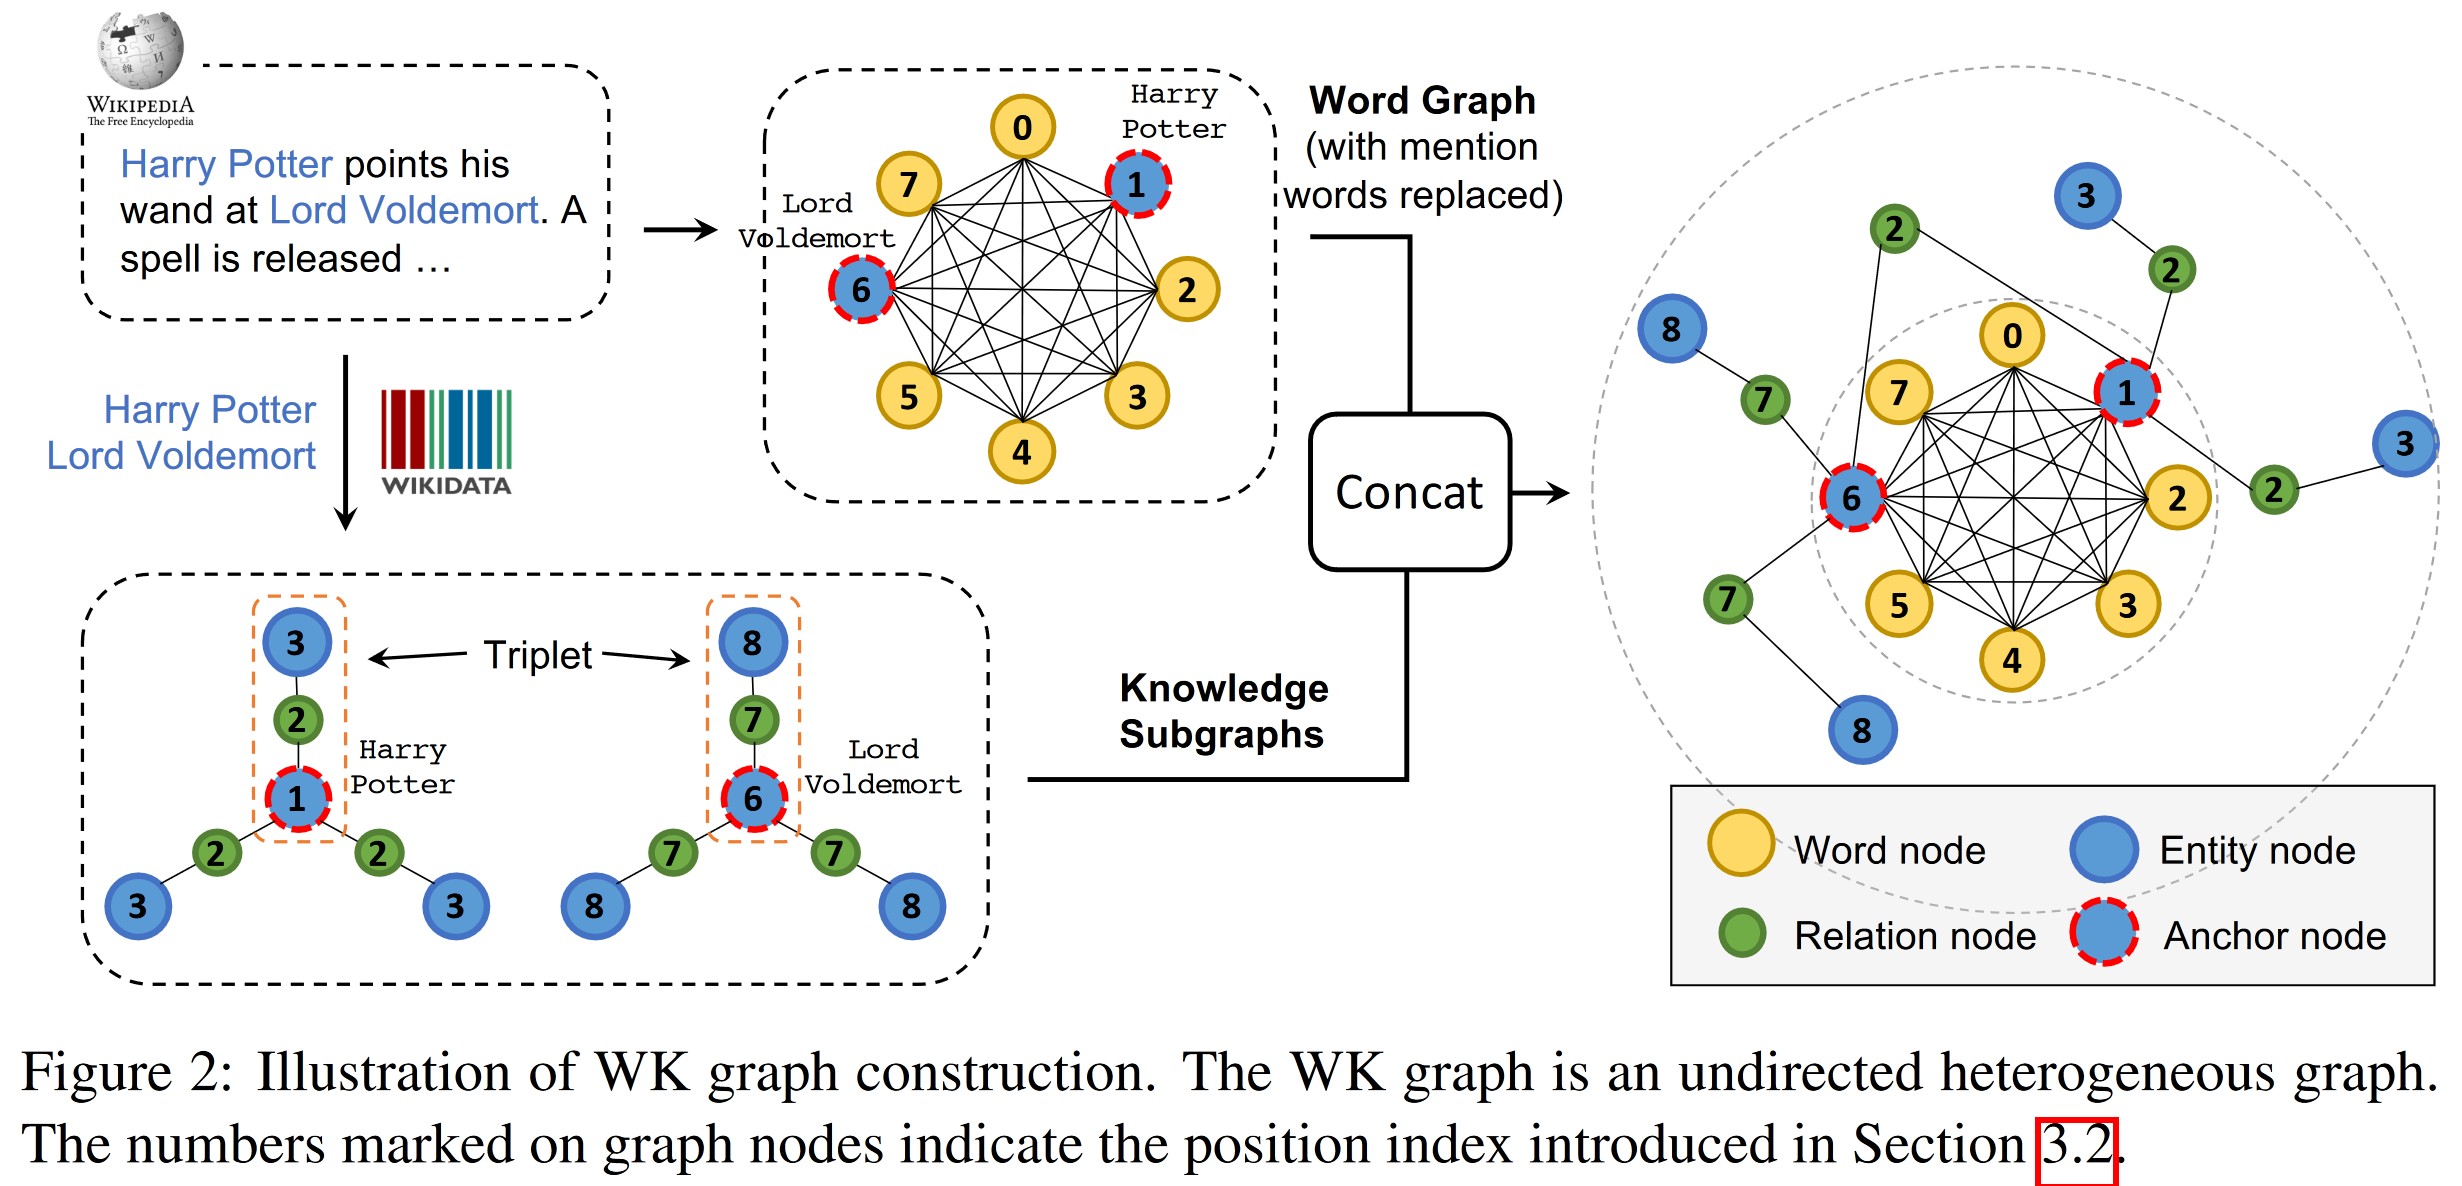 WIKIPEDIA
The Free Encyclopedia
Harry Potter points his
wand at Lord Voldemort. A
spell is released …
Harry
Potter
Lord
Voldemort
0
7
1
6
2
5
3
4
Word Graph
(with mention
words replaced)
Harry Potter
Lord Voldemort
WIKIDATA
Concat
3
2
2
8
0
7
7
1
3
6
2
2
7
5
3
4
8
Triplet
3
8
2
7
Harry
Potter
Lord
Voldemort
1
6
2
2
7
7
3
3
8
8
Knowledge
Subgraphs
Word node
Entity node
Relation node
Anchor node
Figure 2: Illustration of WK graph construction. The WK graph is an undirected heterogeneous graph.
The numbers marked on graph nodes indicate the position index introduced in Section 3.2.